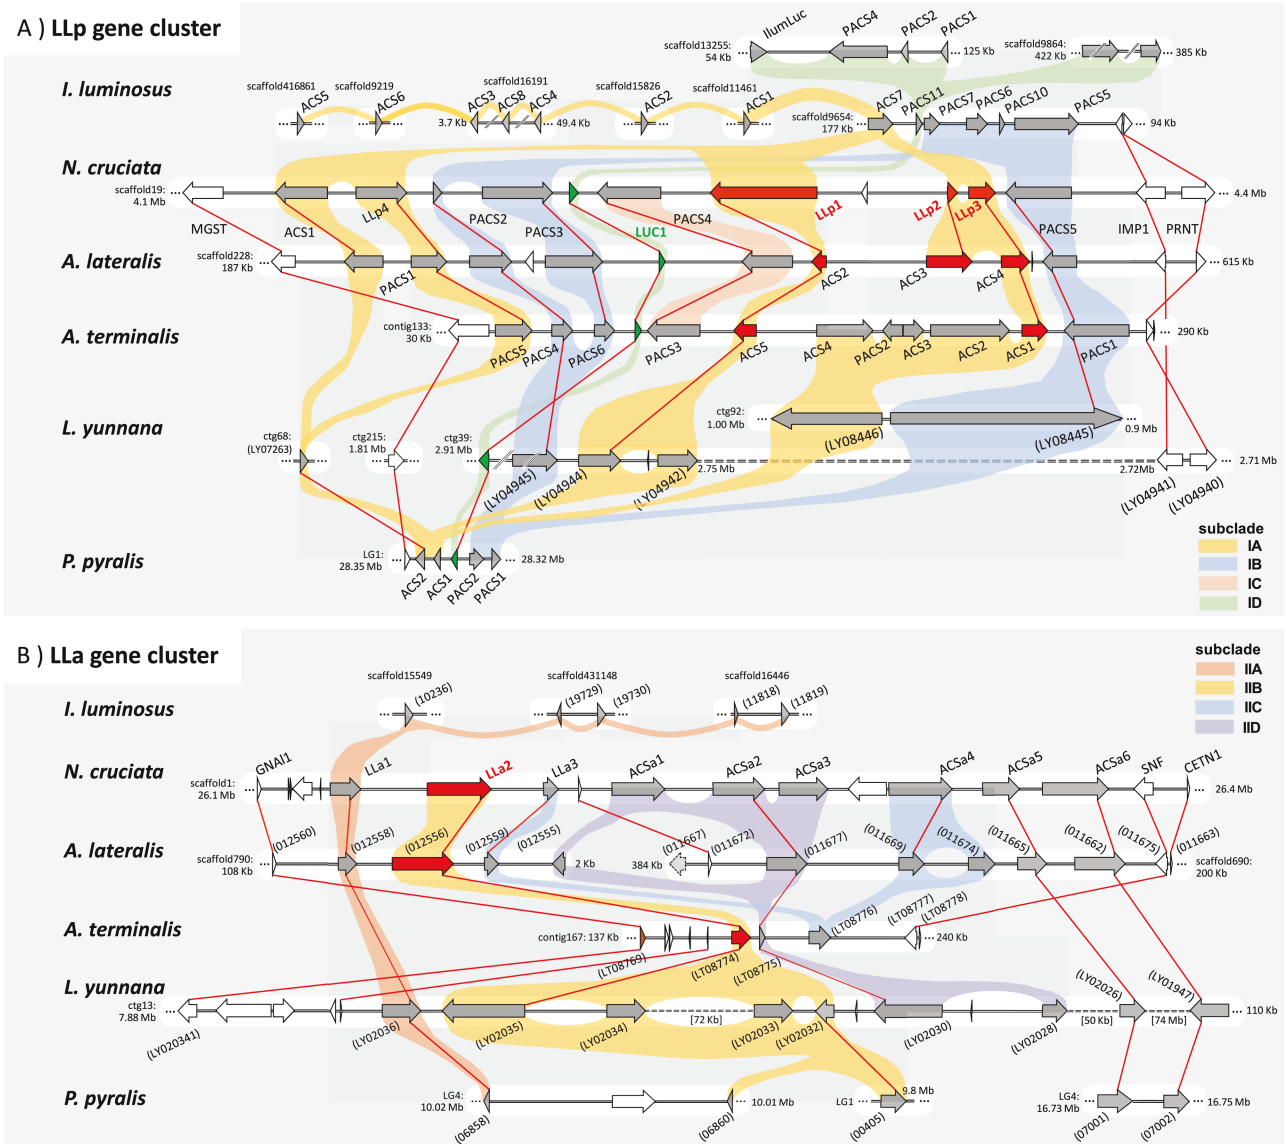 A ) LLp gene cluster
IlumLuc
PACS4
PACS2
PACS1
scaffold13255:
54 Kb
125 Kb
scaffold9864:
422 Kb
385 Kb
I. luminosus
scaffold416861
ACS5
scaffold9219
ACS6
scaffold16191
ACS3
ACS8
ACS4
3.7 Kb
49.4 Kb
scaffold15826
ACS2
scaffold11461
ACS1
scaffold9654:
177 Kb
ACS7
PACS11
PACS7
PACS6
PACS10
PACS5
94 Kb
N. cruciata
scaffold19:
4.1 Mb
4.4 Mb
MGST
ACS1
LLp4
PACS2
PACS3
LUC1
PACS4
LLp1
LLp2
LLp3
PACS5
IMP1
PRNT
A. lateralis
scaffold228:
187 Kb
615 Kb
PACS1
ACS2
ACS3
ACS4
A. terminalis
contig133:
30 Kb
290 Kb
PACS5
PACS4
PACS6
PACS3
ACS5
ACS4
PACS2
ACS3
ACS2
ACS1
PACS1
L. yunnana
ctg92:
1.00 Mb
0.9 Mb
(LY08446)
(LY08445)
ctg68:
(LY07263)
ctg215:
1.81 Mb
ctg39:
2.91 Mb
(LY04945)
(LY04944)
(LY04942)
2.75 Mb
2.72Mb
2.71 Mb
(LY04941)
(LY04940)
P. pyralis
LG1:
28.35 Mb
28.32 Mb
ACS2
ACS1
PACS2
PACS1
subclade
IA
IB
IC
ID
B ) LLa gene cluster
subclade
IIA
IIB
IIC
IID
I. luminosus
scaffold15549
(10236)
scaffold431148
(19729)
(19730)
scaffold16446
(11818)
(11819)
N. cruciata
scaffold1:
26.1 Mb
26.4 Mb
GNAI1
LLa1
LLa2
LLa3
ACSa1
ACSa2
ACSa3
ACSa4
ACSa5
ACSa6
SNF
CETN1
A. lateralis
scaffold790:
108 Kb
(012560)
(012558)
(012556)
(012559)
(012555)
2 Kb
384 Kb
(011667)
(011672)
(011677)
(011669)
(011674)
(011665)
(011662)
(011675)
(011663)
scaffold690:
200 Kb
A. terminalis
contig167: 137 Kb
240 Kb
(LT08769)
(LT08774)
(LT08775)
(LT08776)
(LT08777)
(LT08778)
L. yunnana
ctg13:
7.88 Mb
110 Kb
(LY020341)
(LY02036)
(LY02035)
(LY02034)
[72 Kb]
(LY02033)
(LY02032)
(LY02030)
(LY02028)
[50 Kb]
(LY02026)
[74 Mb]
(LY01947)
P. pyralis
LG4:
10.02 Mb
10.01 Mb
(06858)
(06860)
LG1
9.8 Mb
(00405)
LG4:
16.73 Mb
16.75 Mb
(07001)
(07002)